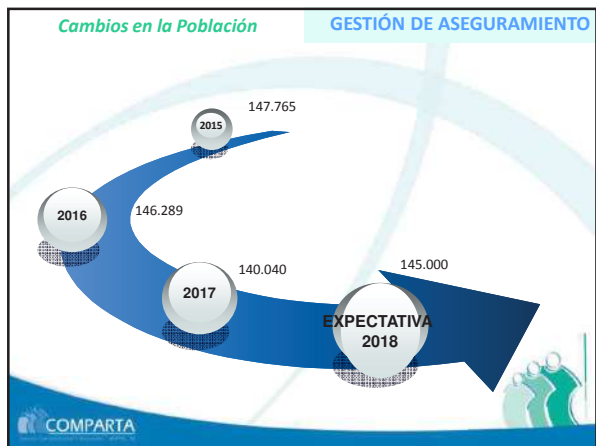 Cambios en la Población
GESTIÓN DE ASEGURAMIENTO
147.765
2015
2016
146.289
140.040
2017
145.000
EXPECTATIVA
2018
COMPARTA